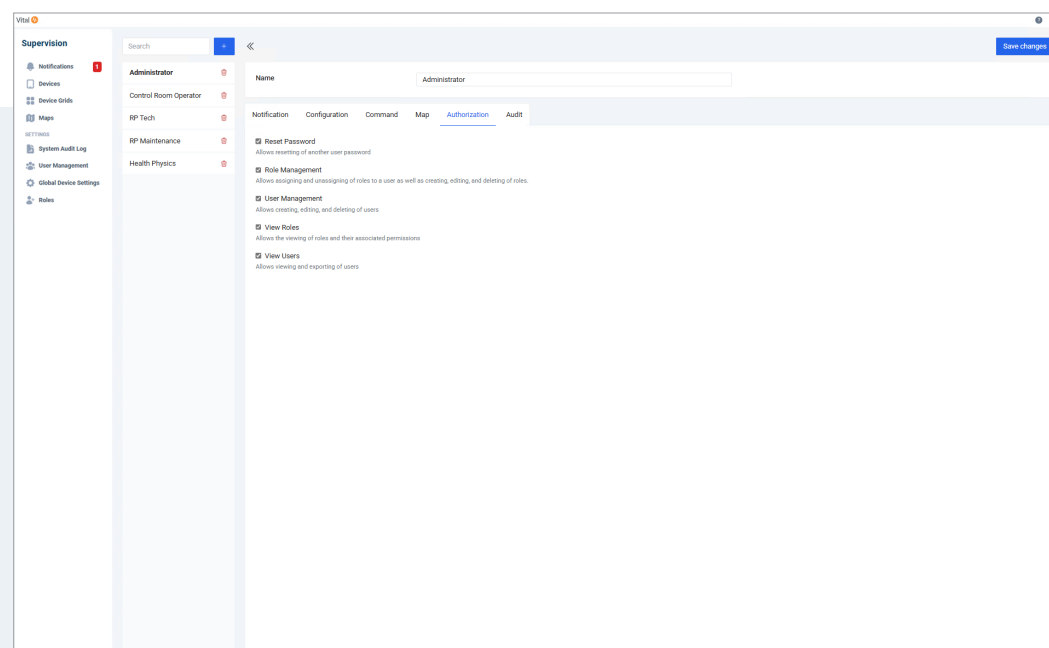 Vital
Supervision
Notifications 1
Devices
Device Grids
Maps
SETTINGS
System Audit Log
User Management
Global Device Settings
Roles
Search +
Administrator
Control Room Operator
RP Tech
RP Maintenance
Health Physics
Save changes
Name Administrator
Notification Configuration Command Map Authorization Audit
Reset Password
Allows resetting of another user password
Role Management
Allows assigning and unassigning of roles to a user as well as creating, editing, and deleting of roles.
User Management
Allows creating, editing, and deleting of users
View Roles
Allows the viewing of roles and their associated permissions
View Users
Allows viewing and exporting of users